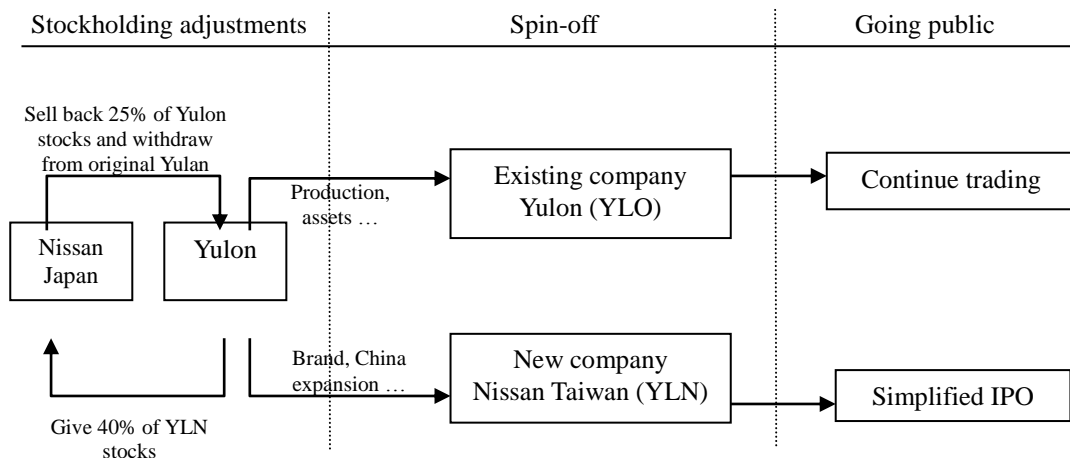 Stockholding adjustments
Spin-off
Going public
Sell back 25% of Yulon
stocks and withdraw
from original Yulan
Production,
assets …
Existing company
Yulon (YLO)
Continue trading
Nissan
Japan
Yulon
Brand, China
expansion …
New company
Nissan Taiwan (YLN)
Simplified IPO
Give 40% of YLN
stocks